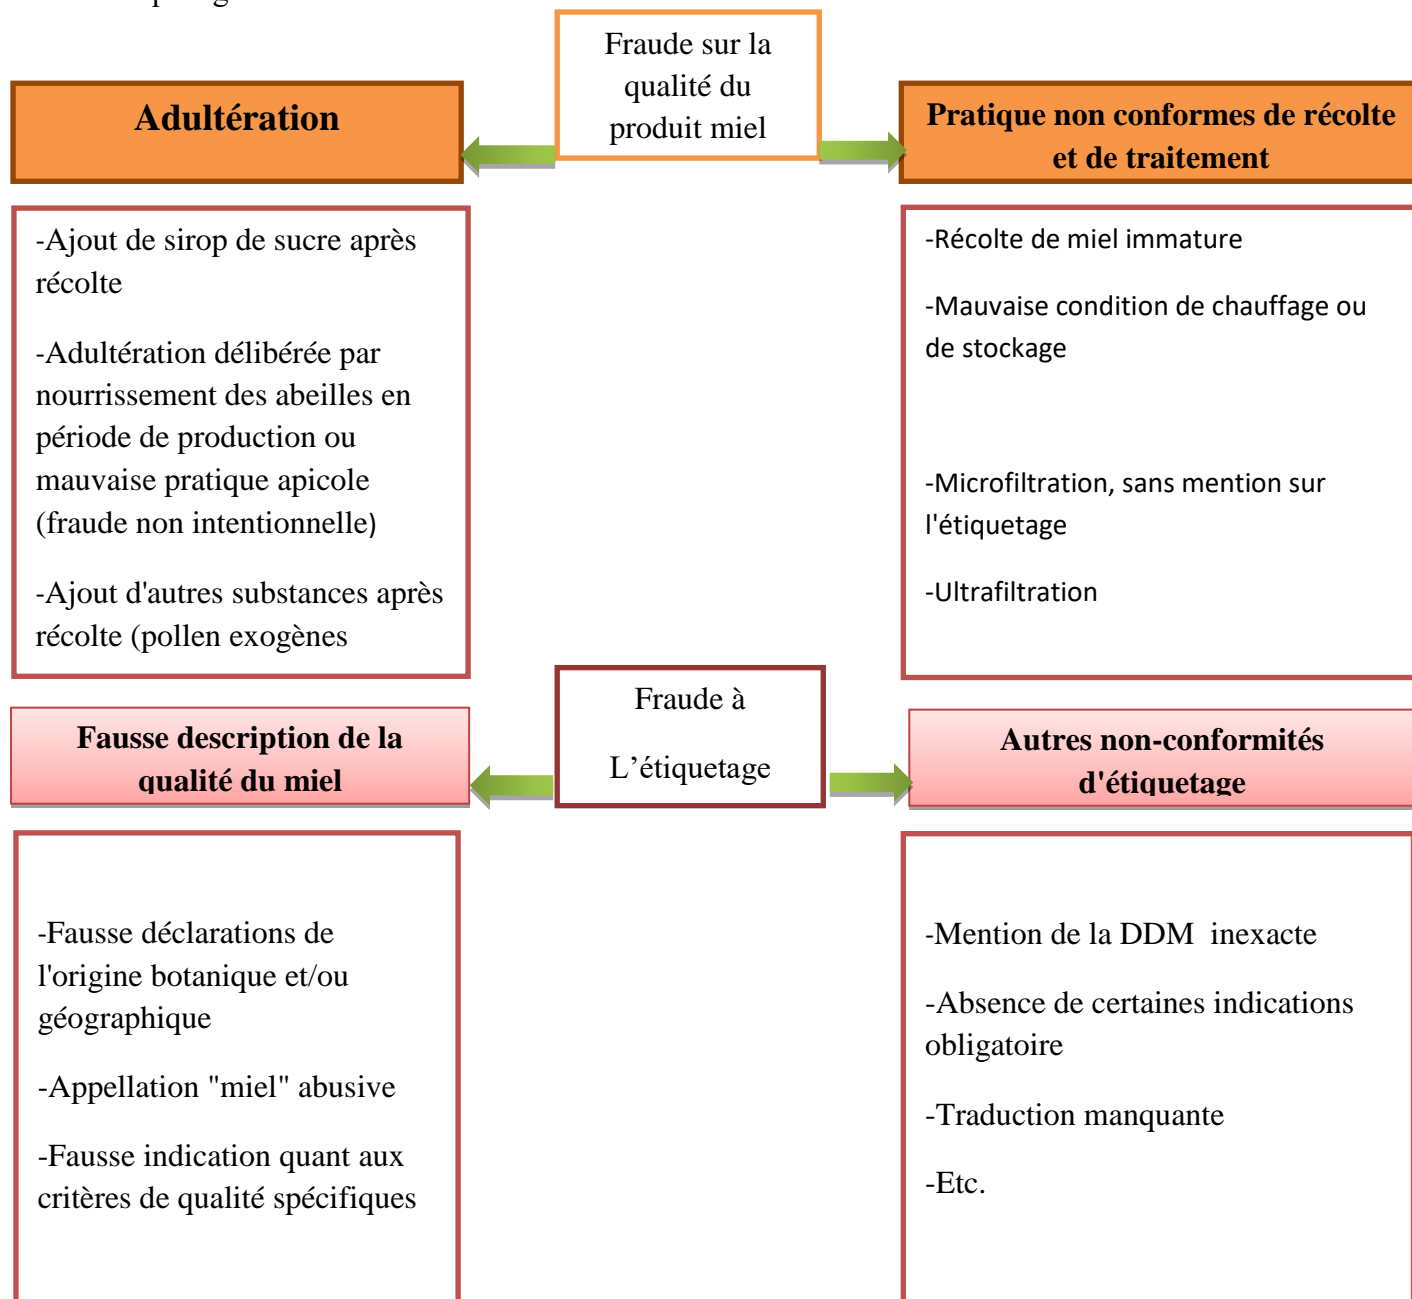 Fraude sur la
qualité du
produit miel
Adultération
Pratique non conformes de récolte
et de traitement
-Ajout de sirop de sucre après
récolte
-Adultération délibérée par
nourrissement des abeilles en
période de production ou
mauvaise pratique apicole
(fraude non intentionnelle)
-Ajout d'autres substances après
récolte (pollen exogènes
-Récolte de miel immature
-Mauvaise condition de chauffage ou
de stockage
-Microfiltration, sans mention sur
l'étiquetage
-Ultrafiltration
Fraude à
L’étiquetage
Fausse description de la
qualité du miel
Autres non-conformités
d'étiquetage
-Fausse déclarations de
l'origine botanique et/ou
géographique
-Appellation "miel" abusive
-Fausse indication quant aux
critères de qualité spécifiques
-Mention de la DDM  inexacte
-Absence de certaines indications
obligatoire
-Traduction manquante
-Etc.